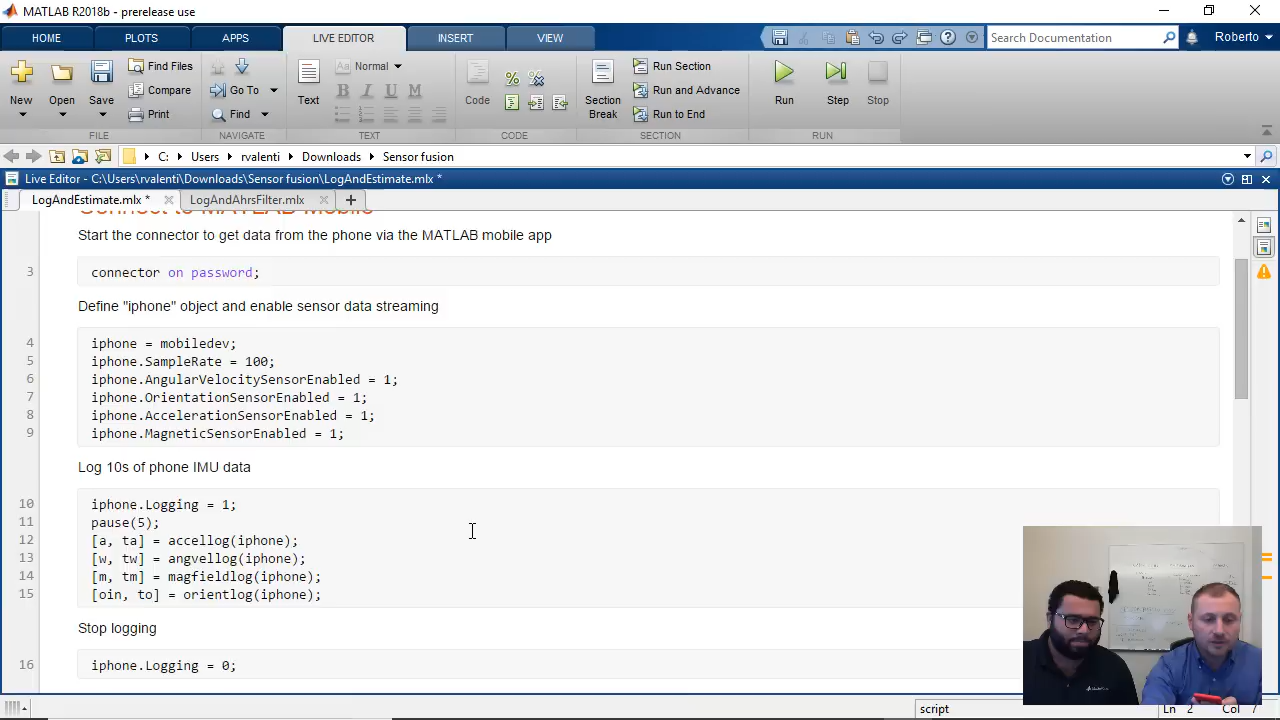 MATLAB R2018b - prerelease use
HOME PLOTS APPS LIVE EDITOR INSERT VIEW Search Documentation Roberto
New Open Save Find Files Compare Print
FILE
Go To Find
NAVIGATE
Text Normal B I U M
TEXT
Code
CODE
Section Break Run Section Run and Advance Run to End
SECTION
Run Step Stop
RUN
C: Users rvalenti Downloads Sensor fusion
Live Editor - C:\Users\rvalenti\Downloads\Sensor fusion\LogAndEstimate.mlx *
LogAndEstimate.mlx * LogAndAhrsFilter.mlx
Connect to MATLAB Mobile
Start the connector to get data from the phone via the MATLAB mobile app
3 connector on password;
Define "iphone" object and enable sensor data streaming
4 iphone = mobiledev;
5 iphone.SampleRate = 100;
6 iphone.AngularVelocitySensorEnabled = 1;
7 iphone.OrientationSensorEnabled = 1;
8 iphone.AccelerationSensorEnabled = 1;
9 iphone.MagneticSensorEnabled = 1;
Log 10s of phone IMU data
10 iphone.Logging = 1;
11 pause(5);
12 [a, ta] = accellog(iphone);
13 [w, tw] = angvellog(iphone);
14 [m, tm] = magfieldlog(iphone);
15 [oin, to] = orientlog(iphone);
Stop logging
16 iphone.Logging = 0;
script Ln 2 Col 7